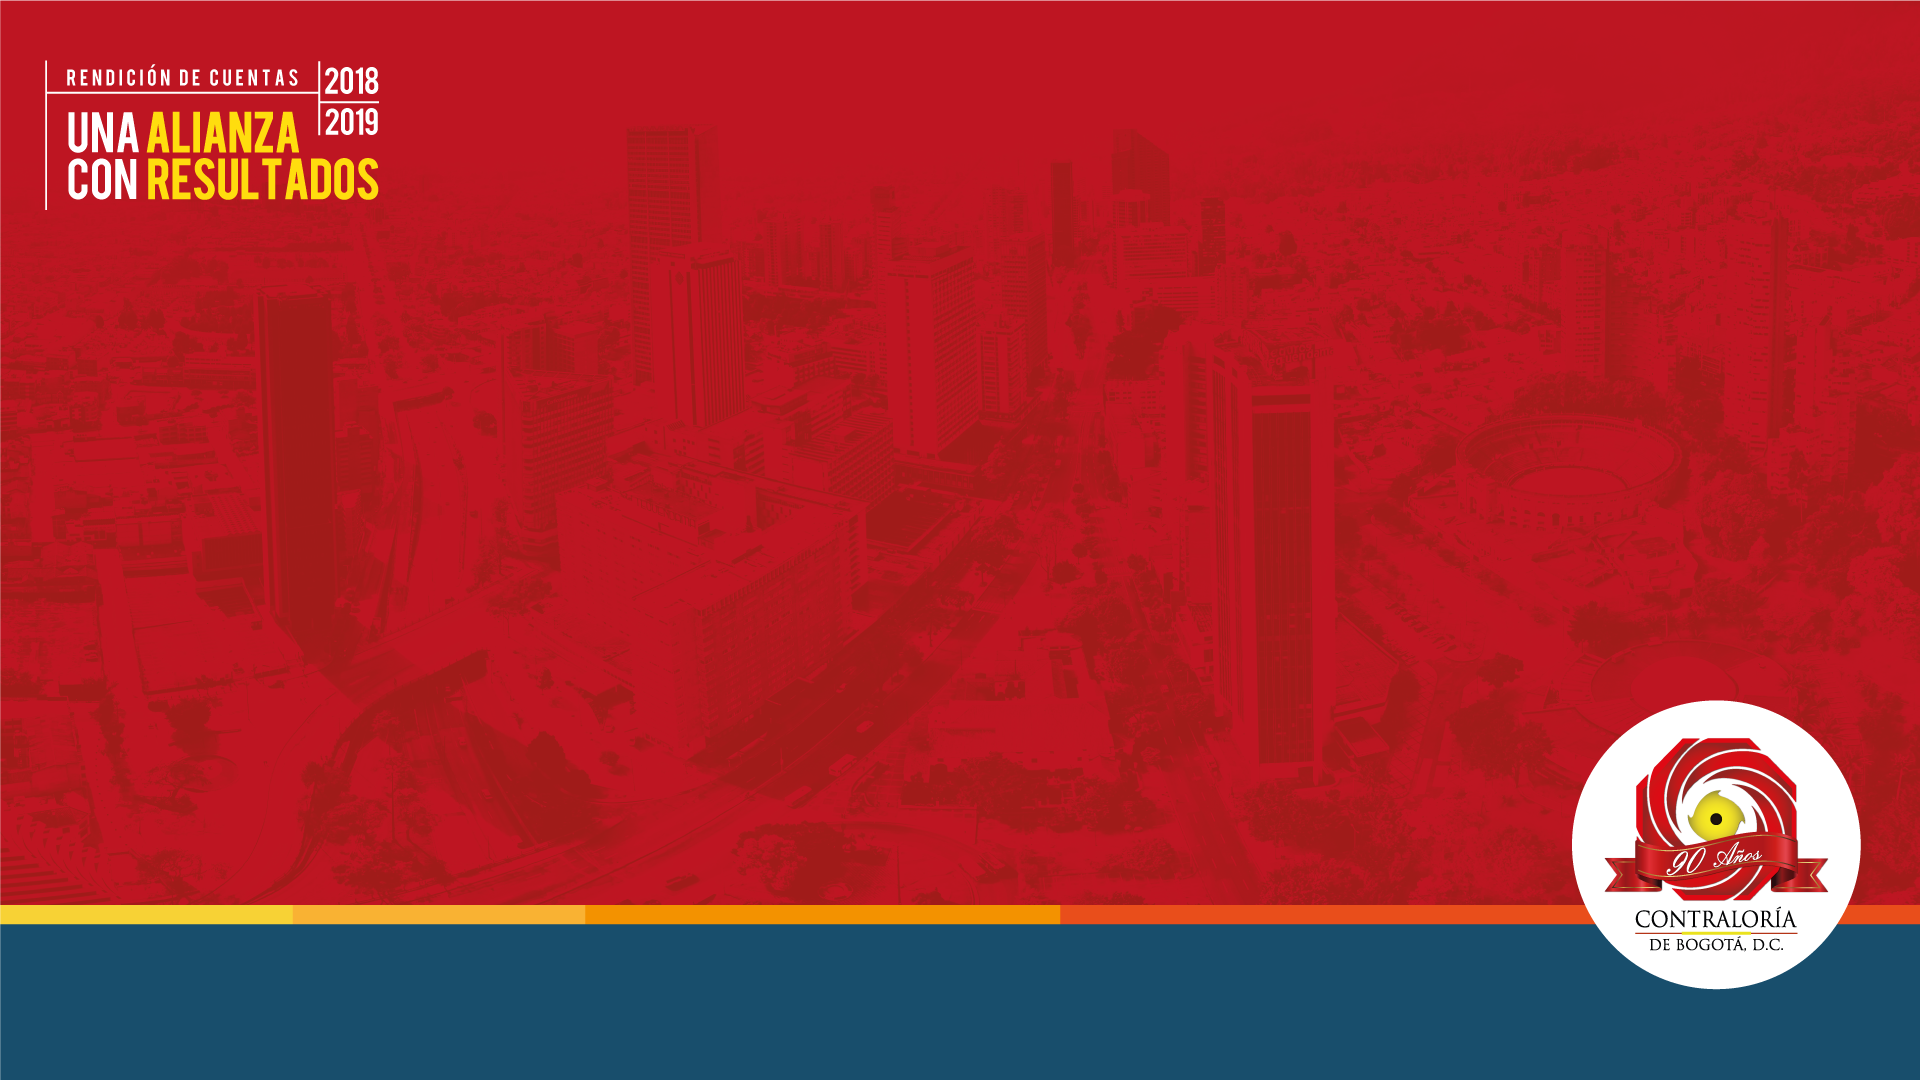 RENDICIÓN DE CUENTAS
2018
2019
UNA ALIANZA
CON RESULTADOS
90 Años
CONTRALORÍA
DE BOGOTÁ, D.C.